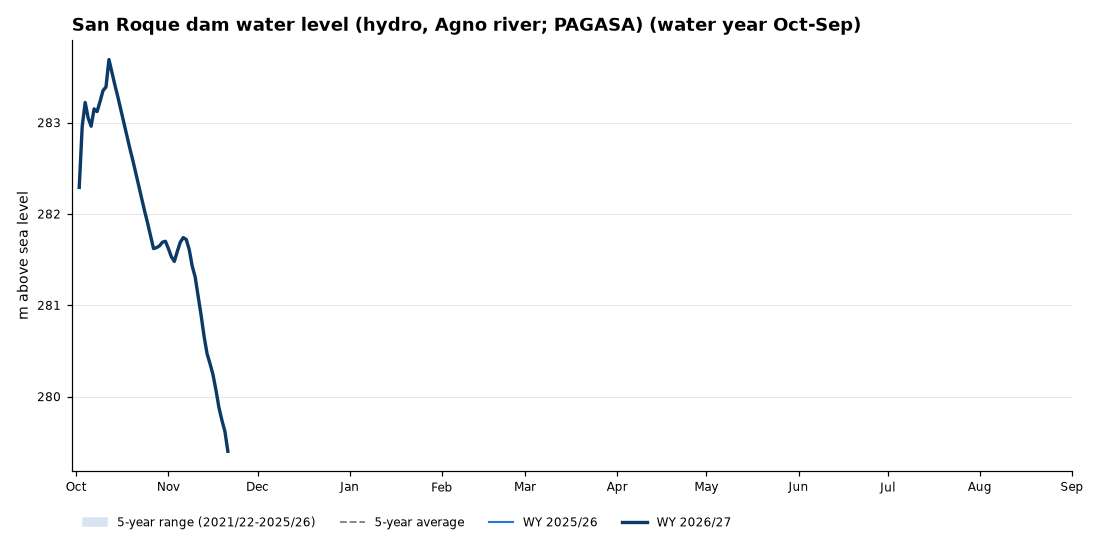 San Roque dam water level (hydro, Agno river; PAGASA) (water year Oct-Sep)
m above sea level
283
282
281
280
Oct Nov Dec Jan Feb Mar Apr May Jun Jul Aug Sep
5-year range (2021/22-2025/26) 5-year average WY 2025/26 WY 2026/27